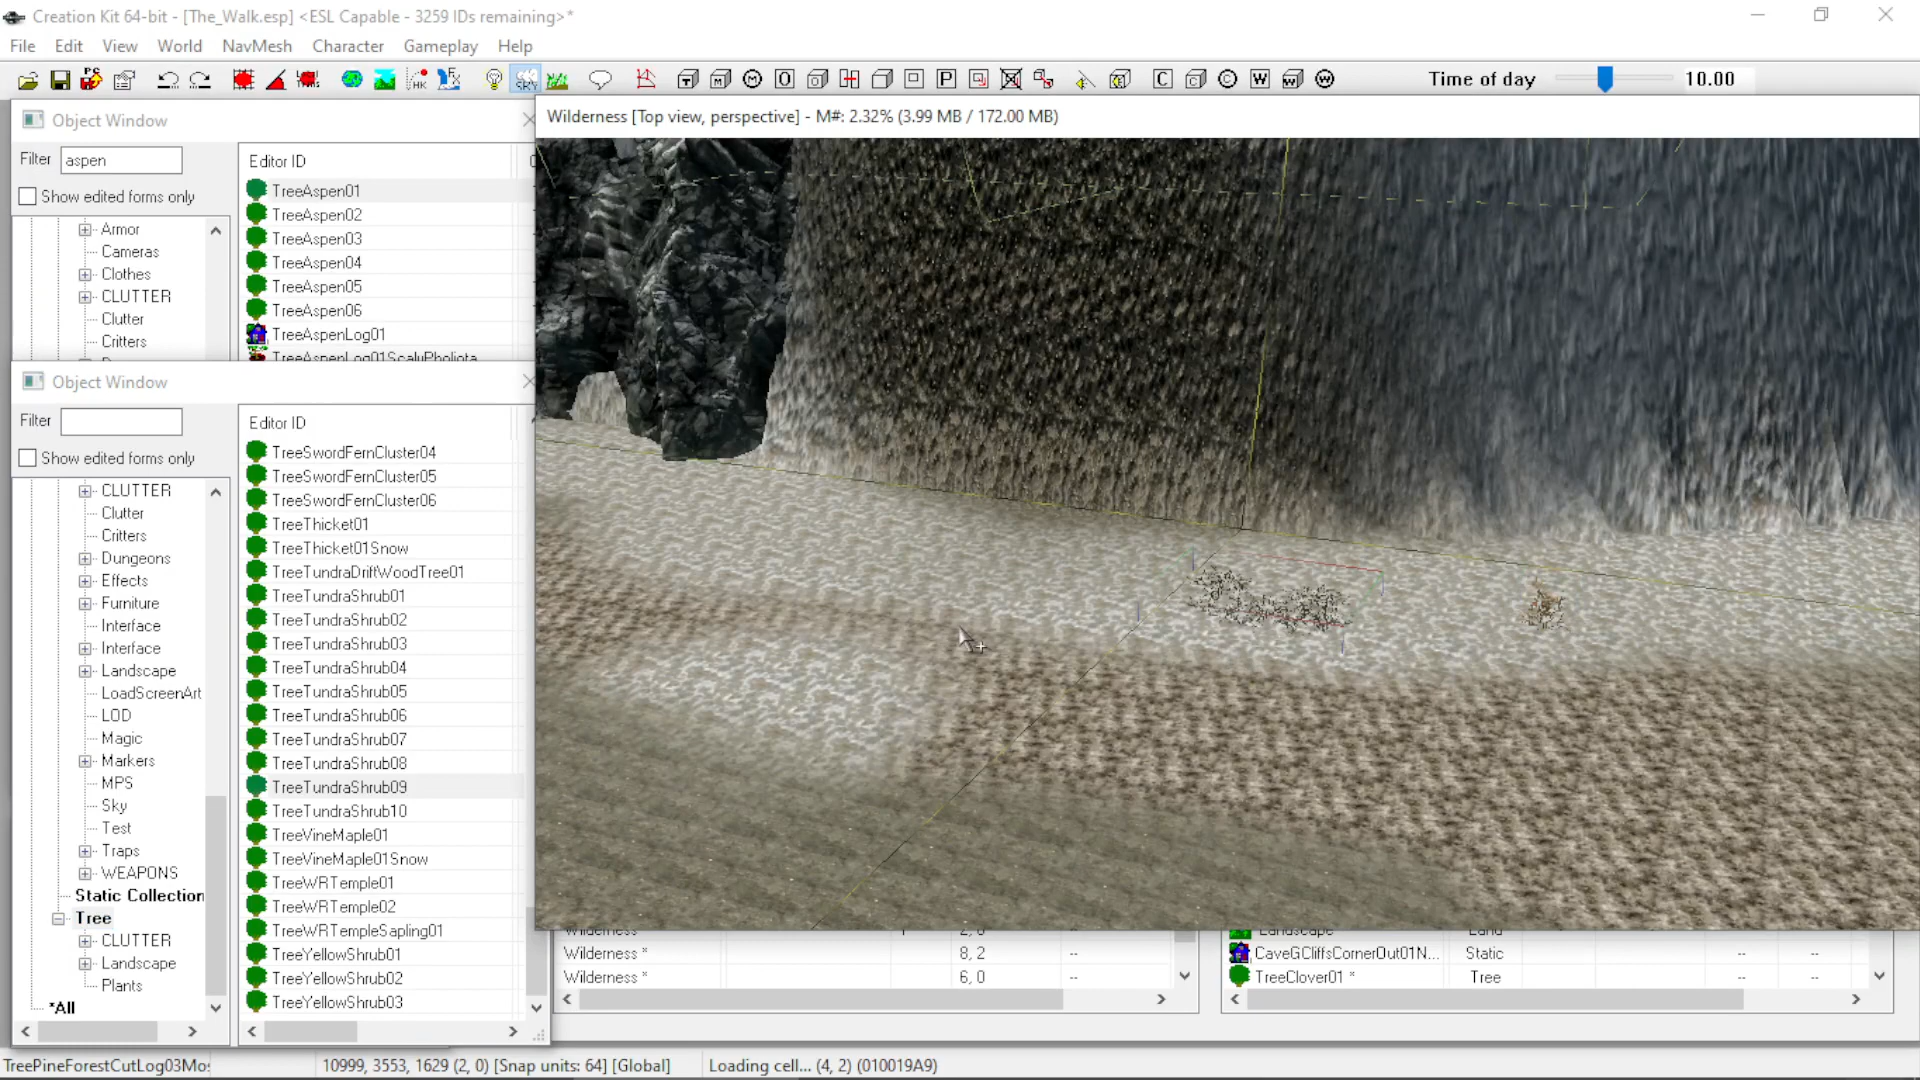 Creation Kit 64-bit - [The_Walk.esp] <ESL Capable - 3259 IDs remaining>*
File Edit View World NavMesh Character Gameplay Help
Time of day 10.00
Object Window
Filter aspen
Show edited forms only
Armor
Cameras
Clothes
CLUTTER
Clutter
Critters
Editor ID
TreeAspen01
TreeAspen02
TreeAspen03
TreeAspen04
TreeAspen05
TreeAspen06
TreeAspenLog01
TreeAspenLog01ScalyPholiota
Object Window
Filter
Show edited forms only
CLUTTER
Clutter
Critters
Dungeons
Effects
Furniture
Interface
Interface
Landscape
LoadScreenArt
LOD
Magic
Markers
MPS
Sky
Test
Traps
WEAPONS
Static Collection
Tree
CLUTTER
Landscape
Plants
*All
Editor ID
TreeSwordFernCluster04
TreeSwordFernCluster05
TreeSwordFernCluster06
TreeThicket01
TreeThicket01Snow
TreeTundraDriftWoodTree01
TreeTundraShrub01
TreeTundraShrub02
TreeTundraShrub03
TreeTundraShrub04
TreeTundraShrub05
TreeTundraShrub06
TreeTundraShrub07
TreeTundraShrub08
TreeTundraShrub09
TreeTundraShrub10
TreeVineMaple01
TreeVineMaple01Snow
TreeWRTemple01
TreeWRTemple02
TreeWRTempleSapling01
TreeYellowShrub01
TreeYellowShrub02
TreeYellowShrub03
Wilderness [Top view, perspective] - M#: 2.32% (3.99 MB / 172.00 MB)
Wilderness 2, 0
Wilderness * 8, 2 --
Wilderness * 6, 0 --
Landscape Land
CaveGCliffsCornerOut01N... Static -- --
TreeClover01 * Tree -- --
TreePineForestCutLog03Mos
10999, 3553, 1629 (2, 0) [Snap units: 64] [Global]
Loading cell... (4, 2) (010019A9)